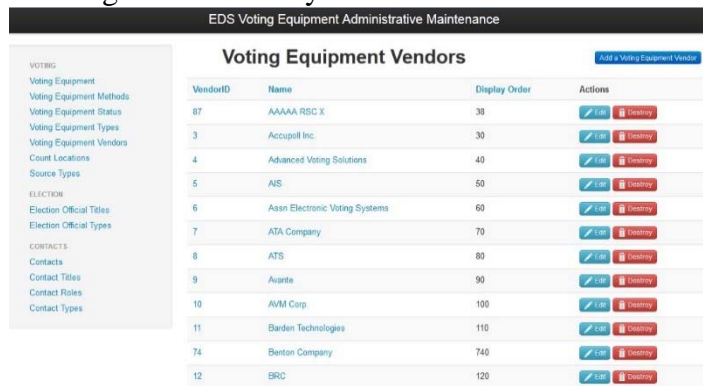 EDS Voting Equipment Administrative Maintenance
VOTING
Voting Equipment
Voting Equipment Methods
Voting Equipment Status
Voting Equipment Types
Voting Equipment Vendors
Count Locations
Source Types
ELECTION
Election Official Titles
Election Official Types
CONTACTS
Contacts
Contact Titles
Contact Roles
Contact Types
Voting Equipment Vendors
Add a Voting Equipment Vendor
VendorID Name Display Order Actions
87 AAAAA RSC X 38 Edit Destroy
3 Accupoll Inc. 30 Edit Destroy
4 Advanced Voting Solutions 40 Edit Destroy
5 AIS 50 Edit Destroy
6 Assn Electronic Voting Systems 60 Edit Destroy
7 ATA Company 70 Edit Destroy
8 ATS 80 Edit Destroy
9 Avante 90 Edit Destroy
10 AVM Corp. 100 Edit Destroy
11 Barden Technologies 110 Edit Destroy
74 Benton Company 740 Edit Destroy
12 BRC 120 Edit Destroy